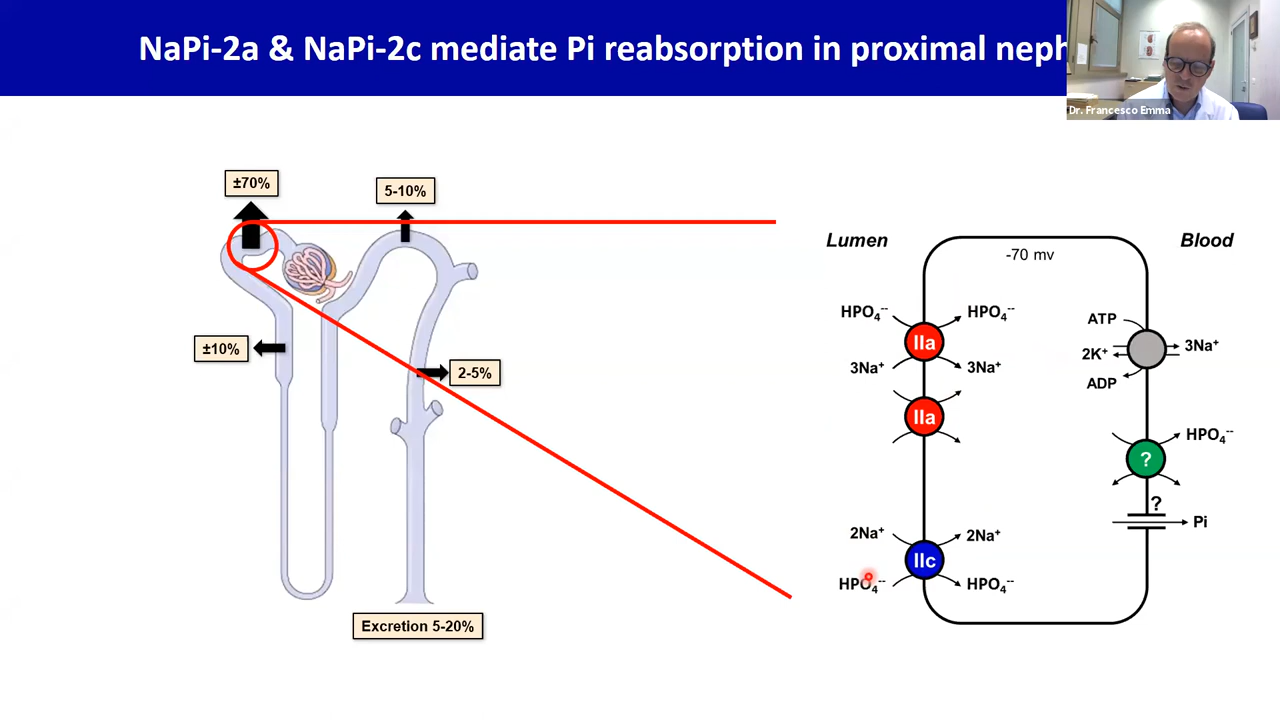 NaPi-2a & NaPi-2c mediate Pi reabsorption in proximal neph
Dr. Francesco Emma
±70%
5-10%
±10%
2-5%
Excretion 5-20%
Lumen
Blood
-70 mv
HPO₄⁻⁻
HPO₄⁻⁻
IIa
3Na⁺
3Na⁺
IIa
2Na⁺
2Na⁺
IIc
HPO₄⁻⁻
HPO₄⁻⁻
ATP
2K⁺
3Na⁺
ADP
HPO₄⁻⁻
?
?
Pi